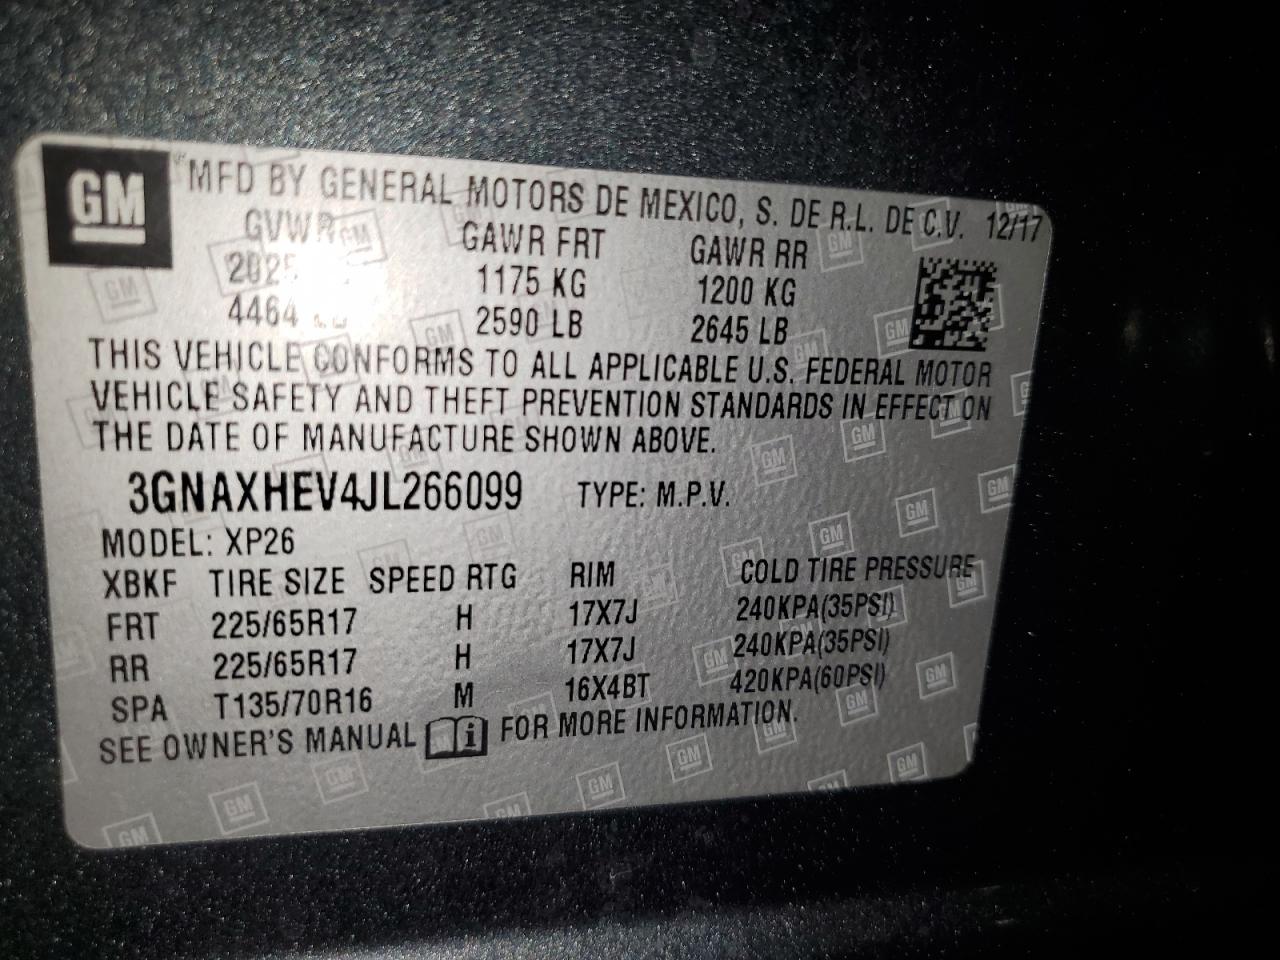 GM MFD BY GENERAL MOTORS DE MEXICO, S. DE R.L. DE C.V. 12/17
GVWR GAWR FRT GAWR RR
2025 1175 KG 1200 KG
4464 2590 LB 2645 LB
THIS VEHICLE CONFORMS TO ALL APPLICABLE U.S. FEDERAL MOTOR
VEHICLE SAFETY AND THEFT PREVENTION STANDARDS IN EFFECT ON
THE DATE OF MANUFACTURE SHOWN ABOVE.
3GNAXHEV4JL266099 TYPE: M.P.V.
MODEL: XP26
XBKF TIRE SIZE SPEED RTG RIM COLD TIRE PRESSURE
FRT 225/65R17 H 17X7J 240KPA(35PSI)
RR 225/65R17 H 17X7J 240KPA(35PSI)
SPA T135/70R16 M 16X4BT 420KPA(60PSI)
SEE OWNER'S MANUAL i FOR MORE INFORMATION.